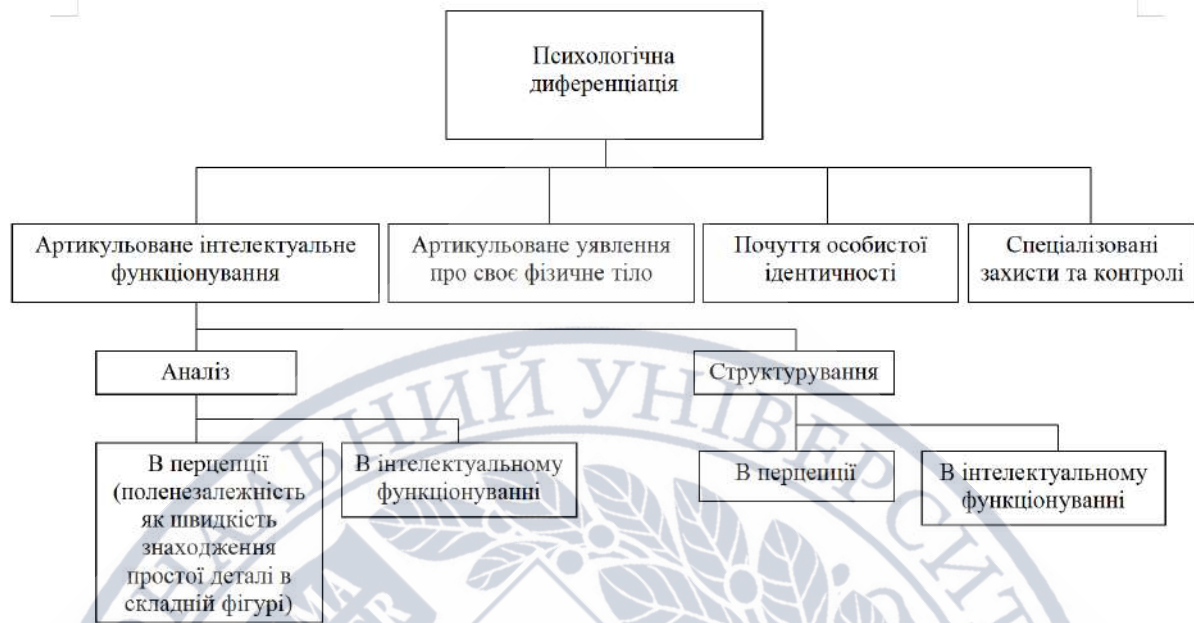 Психологічна
диференціація
Артикульоване інтелектуальне
функціонування
Артикульоване уявлення
про своє фізичне тіло
Почуття особистої
ідентичності
Спеціалізовані
захисти та контролі
Аналіз
Структурування
В перцепції
(поленезалежність
як швидкість
знаходження
простої деталі в
складній фігурі)
В інтелектуальному
функціонуванні
В перцепції
В інтелектуальному
функціонуванні